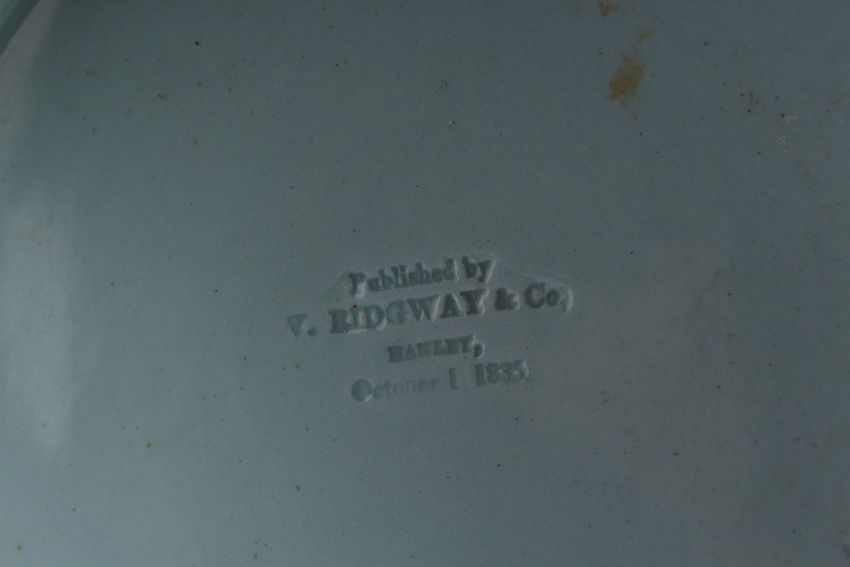 Published by
W. RIDGWAY & Co.
HANLEY,
October 1 1835.